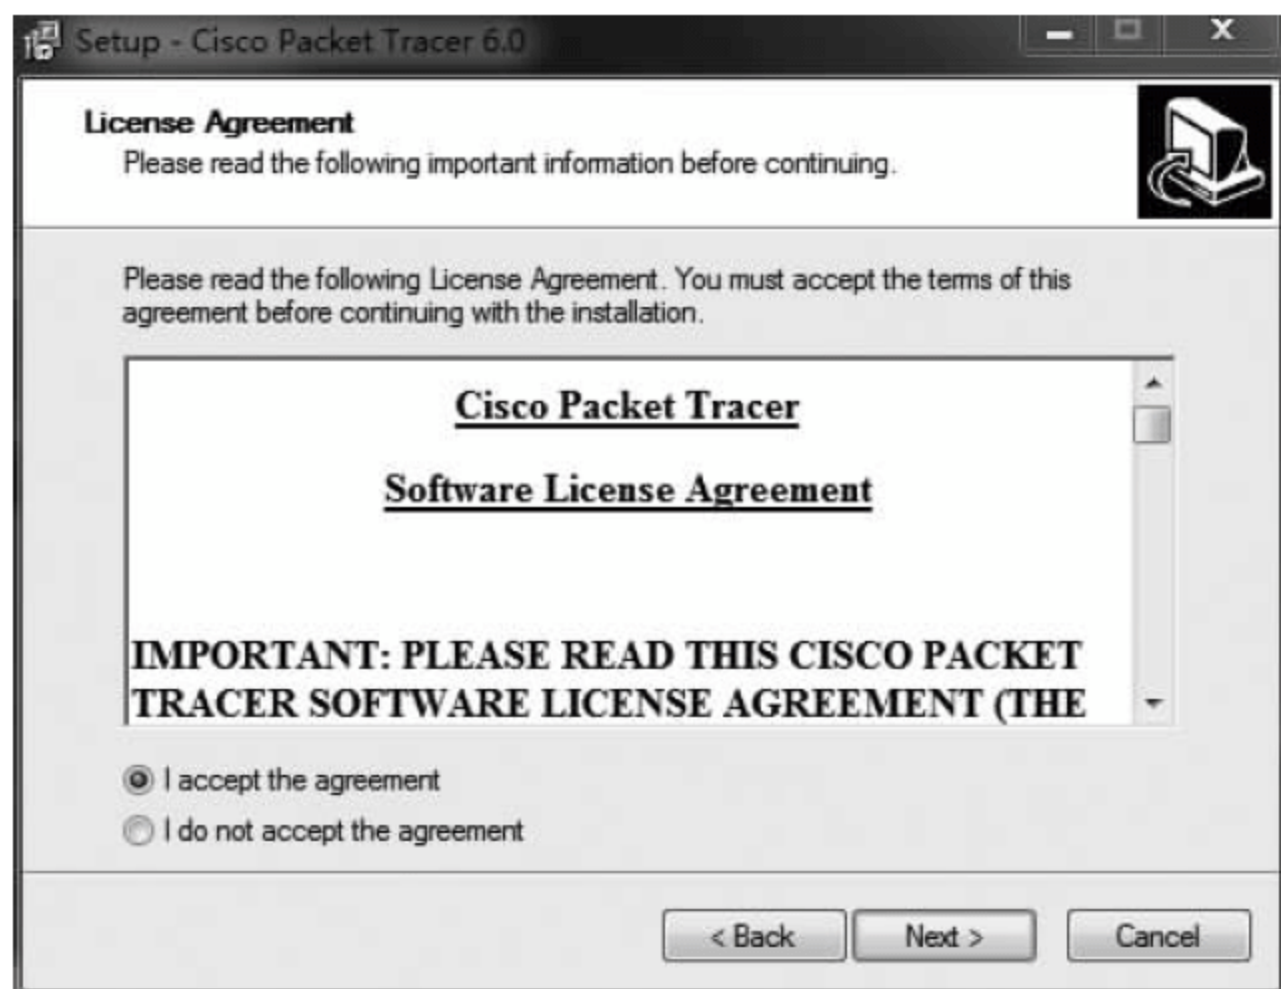 Setup - Cisco Packet Tracer 6.0
License Agreement
Please read the following important information before continuing.
Please read the following License Agreement. You must accept the terms of this
agreement before continuing with the installation.
Cisco Packet Tracer
Software License Agreement
IMPORTANT: PLEASE READ THIS CISCO PACKET
TRACER SOFTWARE LICENSE AGREEMENT (THE
I accept the agreement
I do not accept the agreement
< Back Next > Cancel